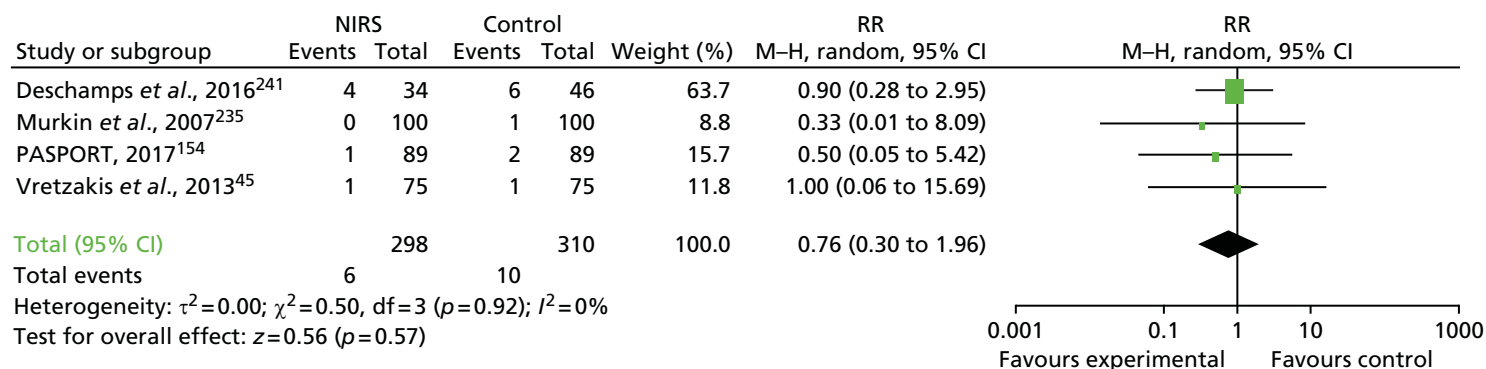 NIRS Control RR RR
Study or subgroup Events Total Events Total Weight (%) M–H, random, 95% CI M–H, random, 95% CI
Deschamps et al., 2016²⁴¹ 4 34 6 46 63.7 0.90 (0.28 to 2.95)
Murkin et al., 2007²³⁵ 0 100 1 100 8.8 0.33 (0.01 to 8.09)
PASPORT, 2017¹⁵⁴ 1 89 2 89 15.7 0.50 (0.05 to 5.42)
Vretzakis et al., 2013⁴⁵ 1 75 1 75 11.8 1.00 (0.06 to 15.69)
Total (95% CI) 298 310 100.0 0.76 (0.30 to 1.96)
Total events 6 10
Heterogeneity: τ²=0.00; χ²=0.50, df=3 (p=0.92); I²=0%
Test for overall effect: z=0.56 (p=0.57)
0.001 0.1 1 10 1000
Favours experimental Favours control